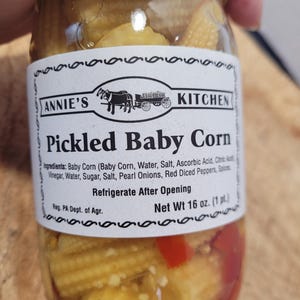 ANNIE'S KITCHEN
Pickled Baby Corn
Ingredients: Baby Corn (Baby Corn, Water, Salt, Ascorbic Acid, Citric Acid),
Vinegar, Water, Sugar, Salt, Pearl Onions, Red Diced Peppers, Spices.
Refrigerate After Opening
Reg. PA Dept. of Agr. Net Wt 16 oz. (1 pt.)